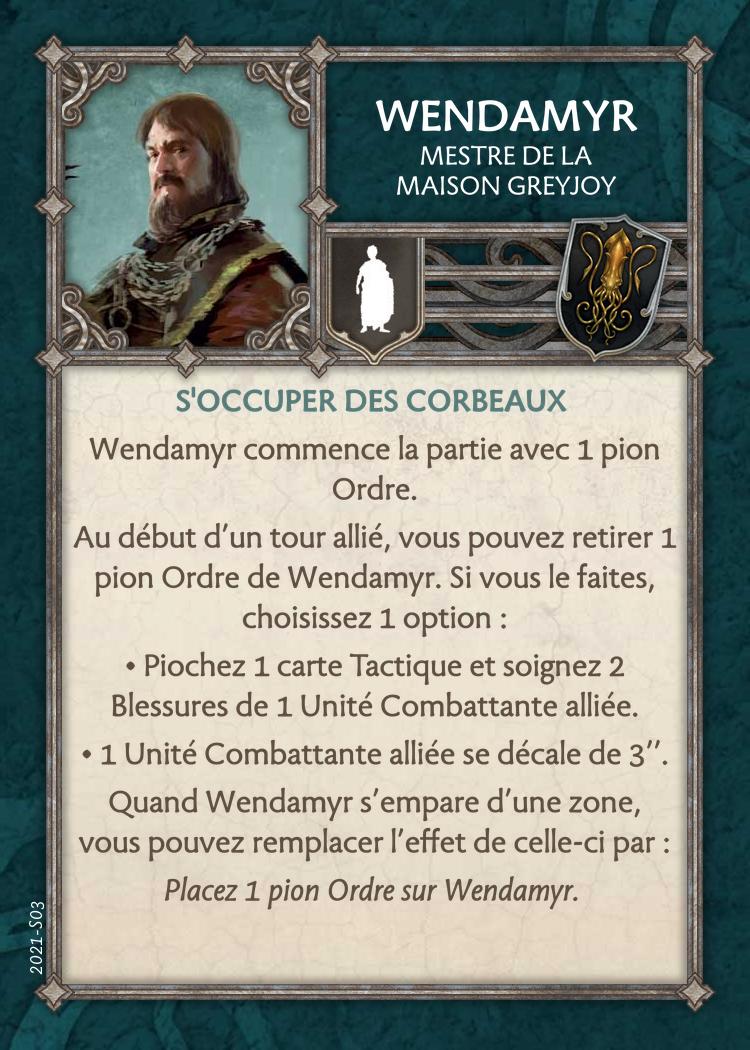 WENDAMYR
MESTRE DE LA
MAISON GREYJOY
S'OCCUPER DES CORBEAUX
Wendamyr commence la partie avec 1 pion
Ordre.
Au début d’un tour allié, vous pouvez retirer 1
pion Ordre de Wendamyr. Si vous le faites,
choisissez 1 option :
• Piochez 1 carte Tactique et soignez 2
Blessures de 1 Unité Combattante alliée.
• 1 Unité Combattante alliée se décale de 3’’.
Quand Wendamyr s’empare d’une zone,
vous pouvez remplacer l’effet de celle-ci par :
Placez 1 pion Ordre sur Wendamyr.
2021-S03